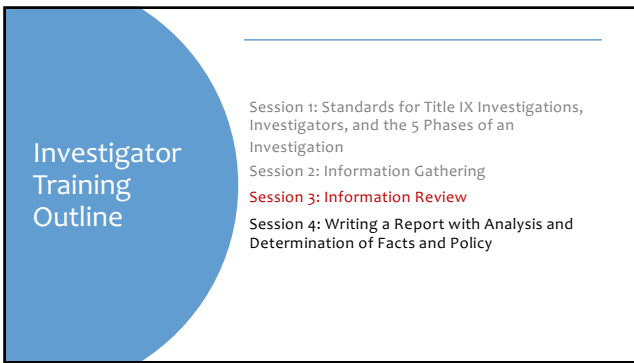 Investigator
Training
Outline
Session 1: Standards for Title IX Investigations,
Investigators, and the 5 Phases of an
Investigation
Session 2: Information Gathering
Session 3: Information Review
Session 4: Writing a Report with Analysis and
Determination of Facts and Policy